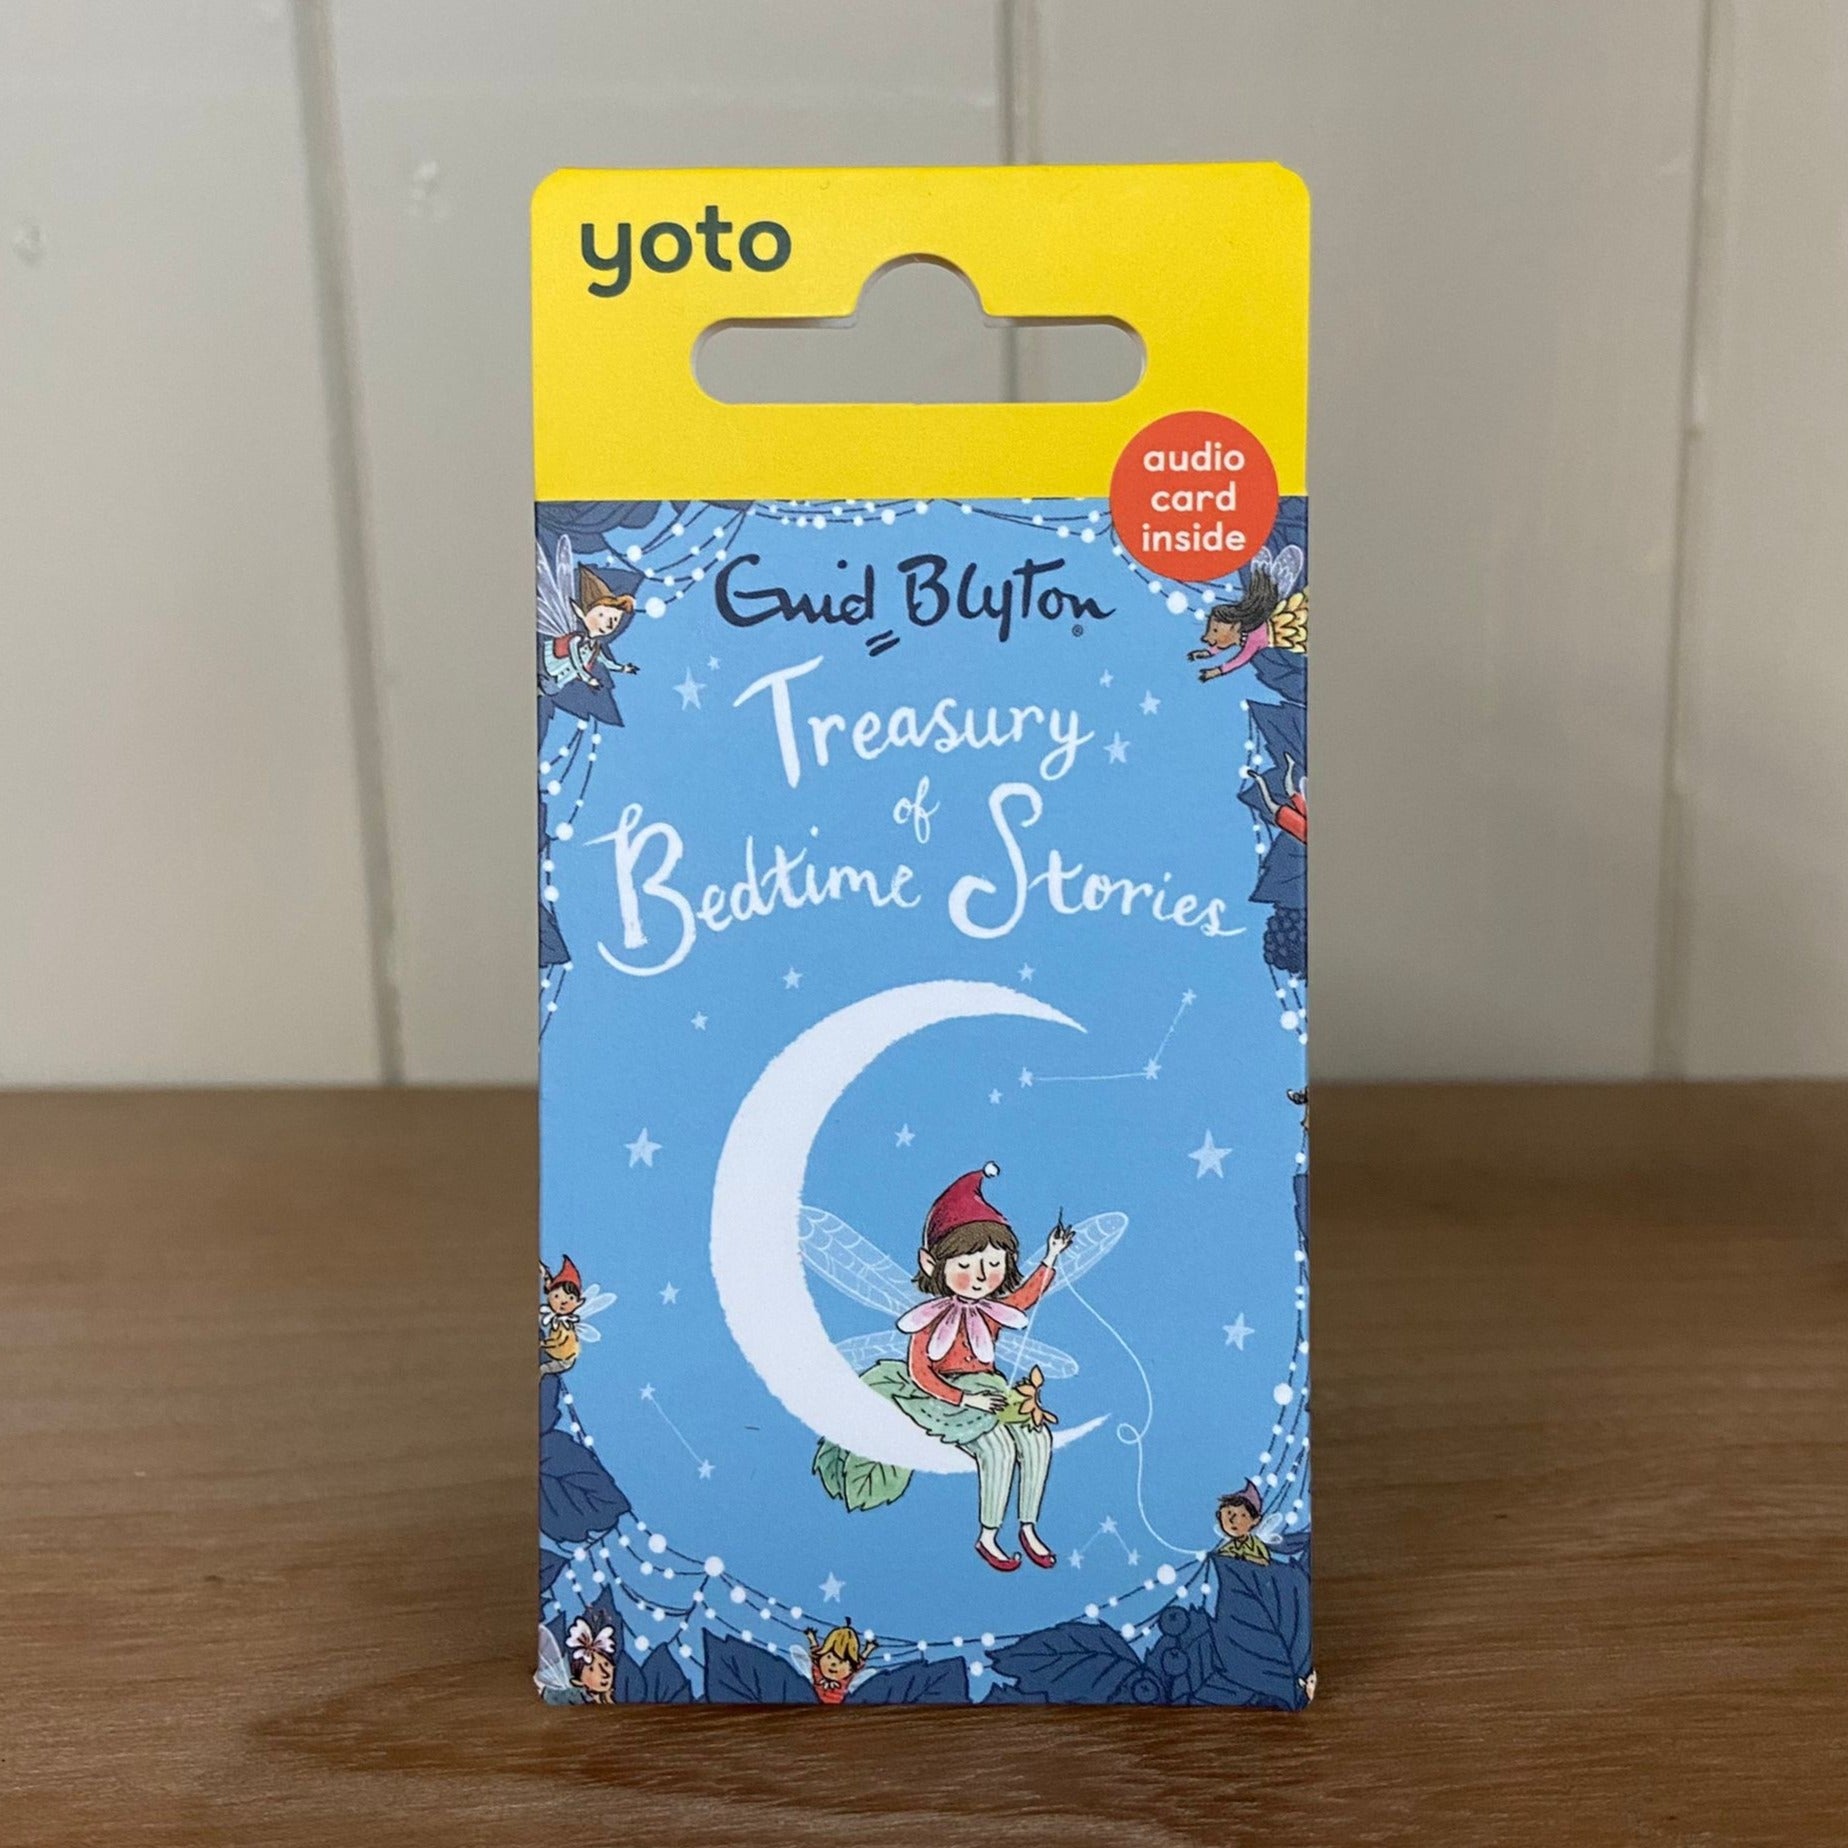 yoto
audio
card
inside
Enid Blyton®
Treasury
of
Bedtime Stories